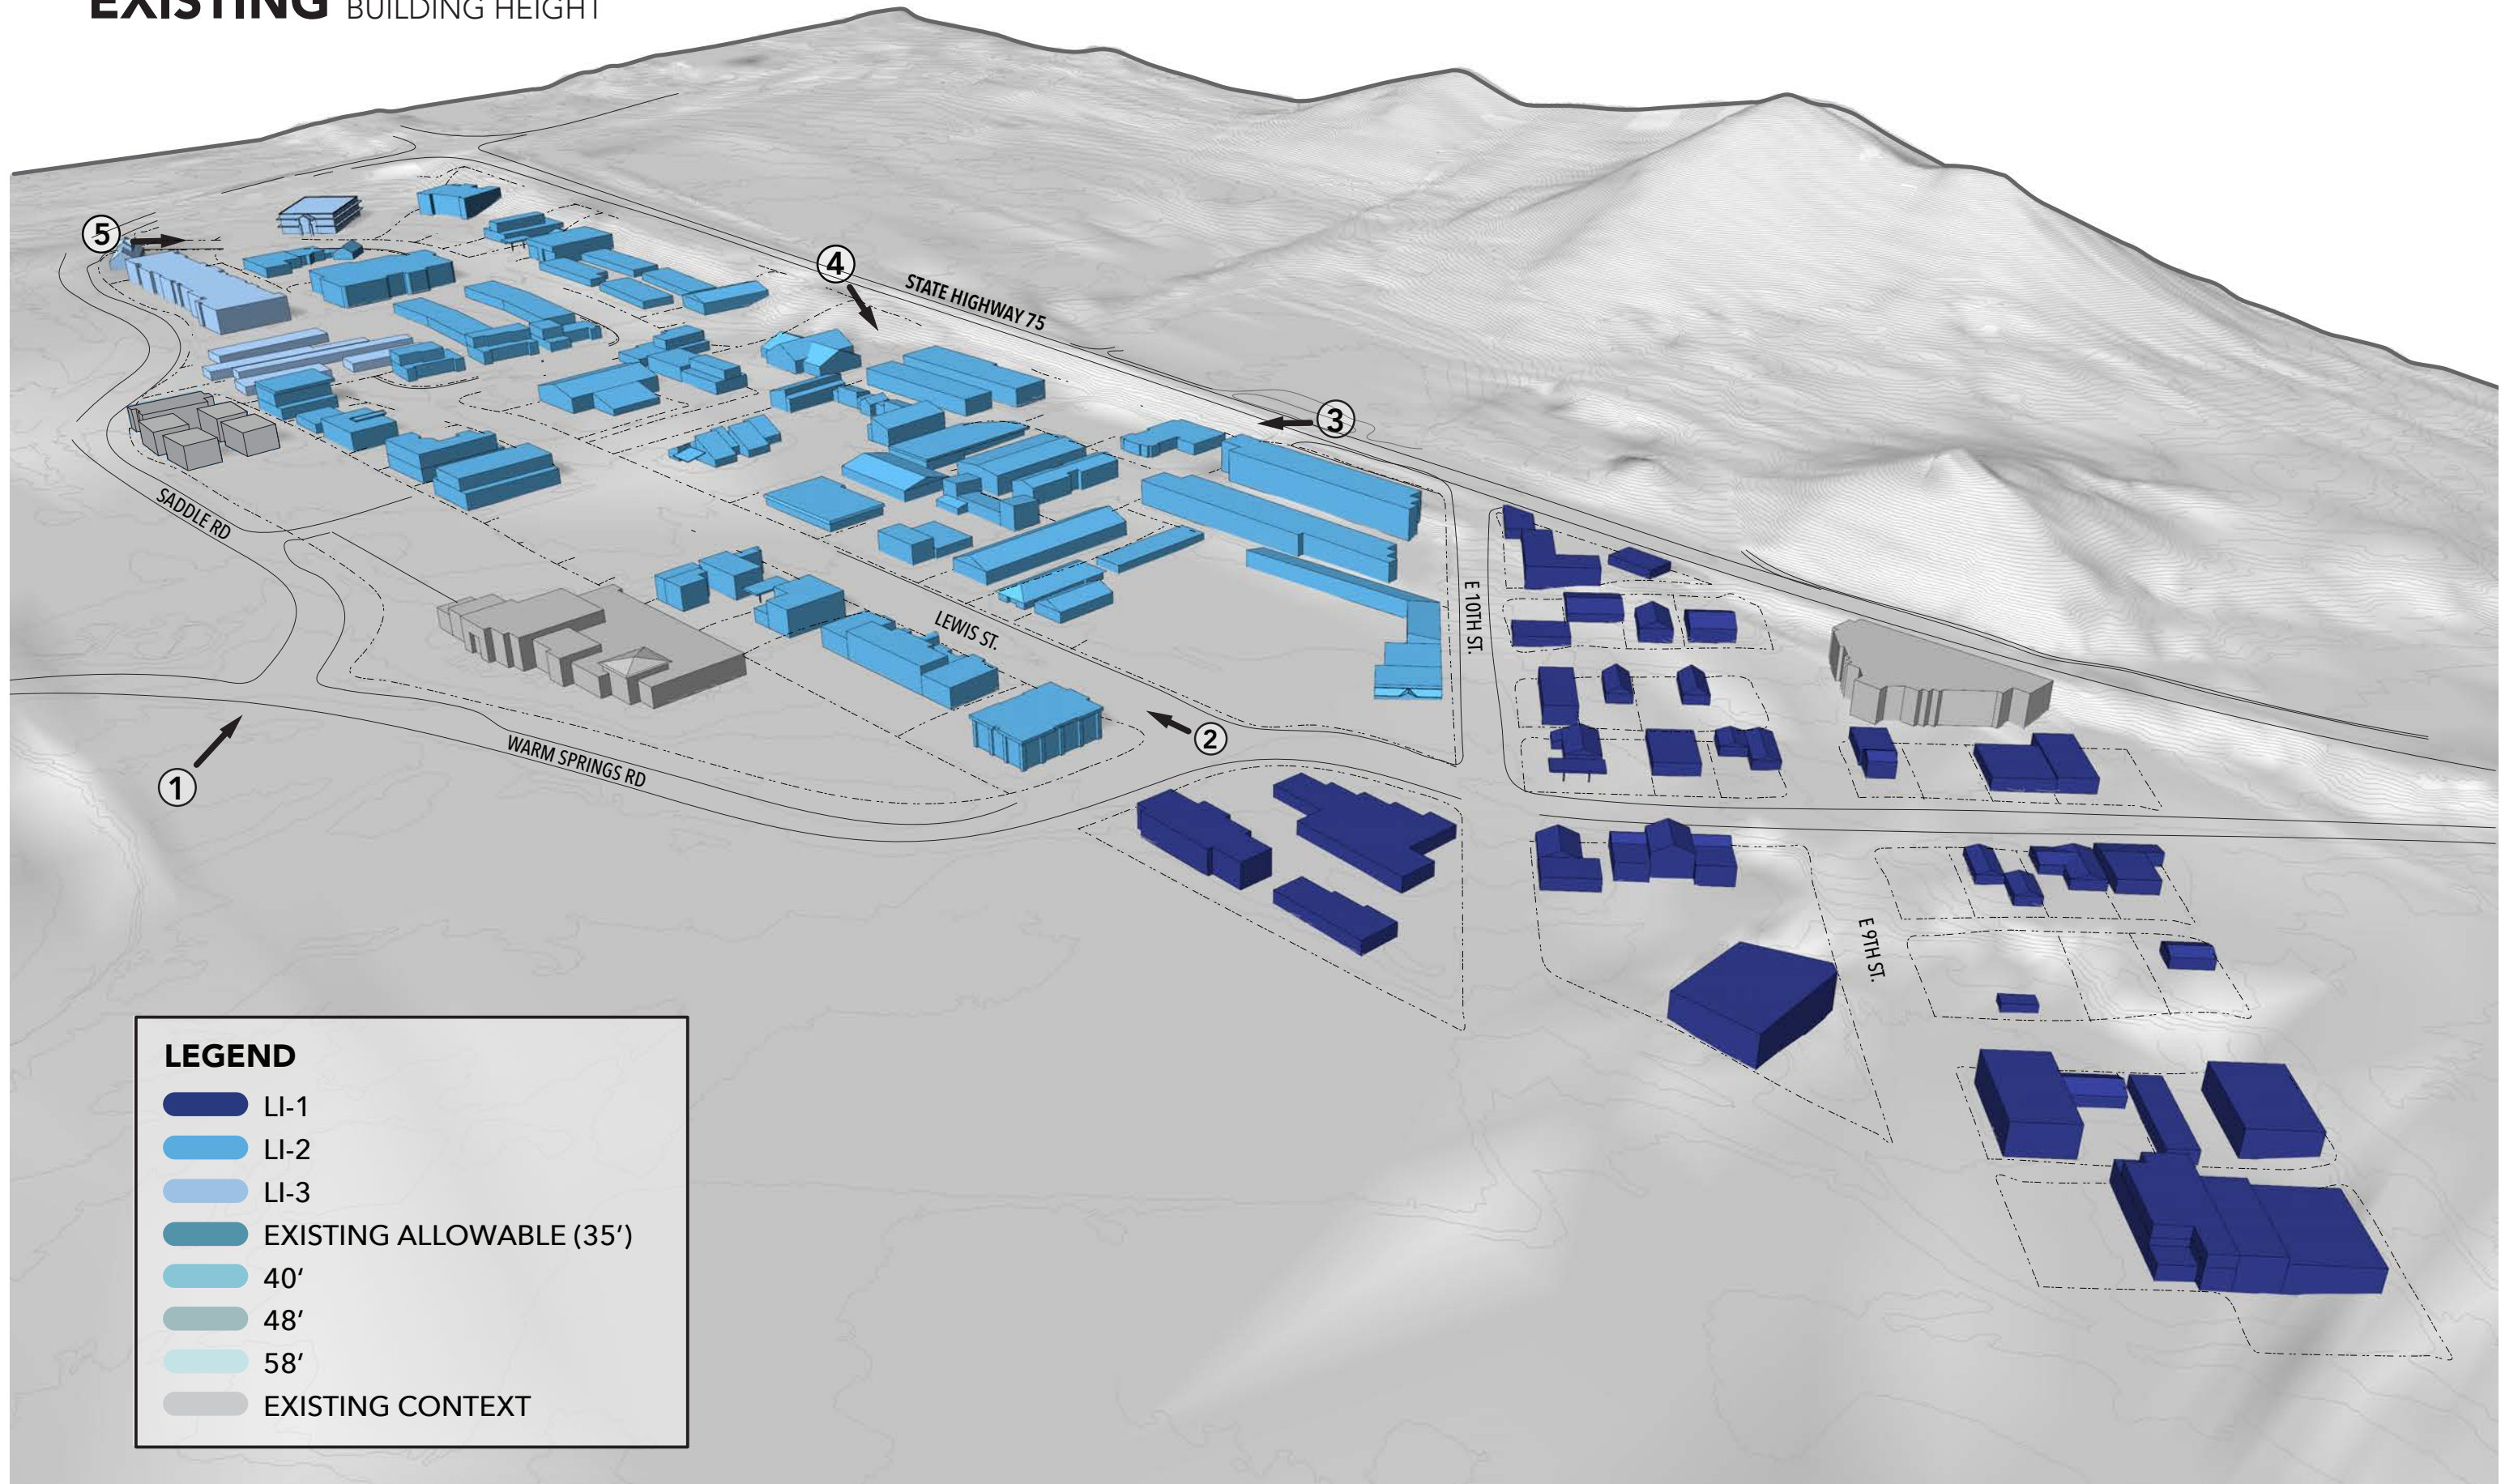 EXISTING BUILDING HEIGHT
5
4
STATE HIGHWAY 75
3
SADDLE RD
E 10TH ST.
LEWIS ST.
2
WARM SPRINGS RD
1
E 9TH ST.
LEGEND
LI-1
LI-2
LI-3
EXISTING ALLOWABLE (35')
40'
48'
58'
EXISTING CONTEXT